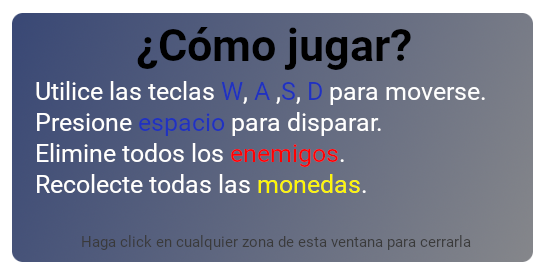 ¿Cómo jugar?
Utilice las teclas W, A ,S, D para moverse.
Presione espacio para disparar.
Elimine todos los enemigos.
Recolecte todas las monedas.
Haga click en cualquier zona de esta ventana para cerrarla